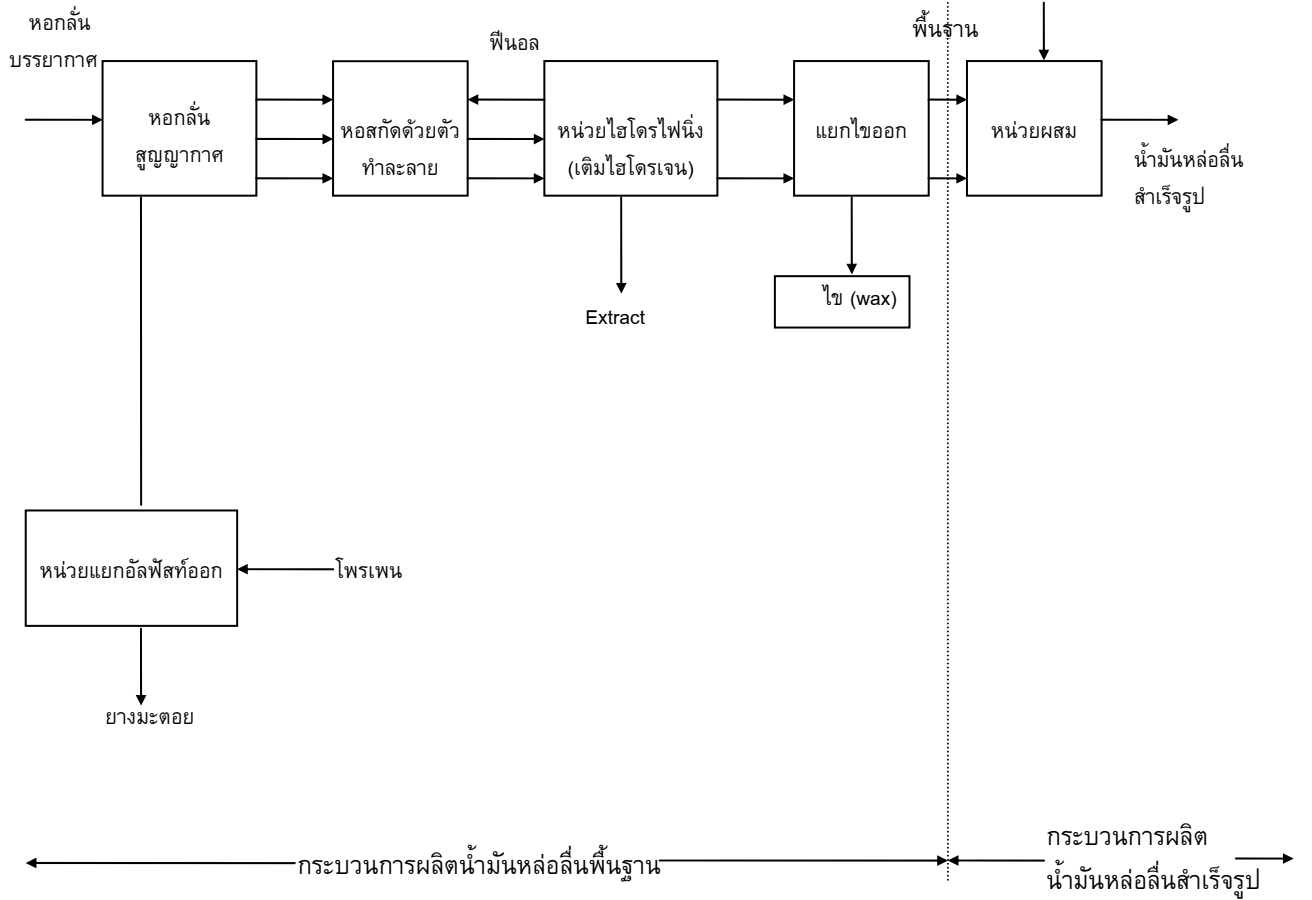 หอกลั่น
บรรยากาศ
ฟีนอล
พื้นฐาน
หอกลั่น
สูญญากาศ
หอสกัดด้วยตัว
ทำละลาย
หน่วยไฮโดรไฟนิ่ง
(เติมไฮโดรเจน)
แยกไขออก
หน่วยผสม
น้ำมันหล่อลื่น
สำเร็จรูป
ไข (wax)
Extract
หน่วยแยกอัลฟัสท์ออก
โพรเพน
ยางมะตอย
กระบวนการผลิตน้ำมันหล่อลื่นพื้นฐาน
กระบวนการผลิต
น้ำมันหล่อลื่นสำเร็จรูป